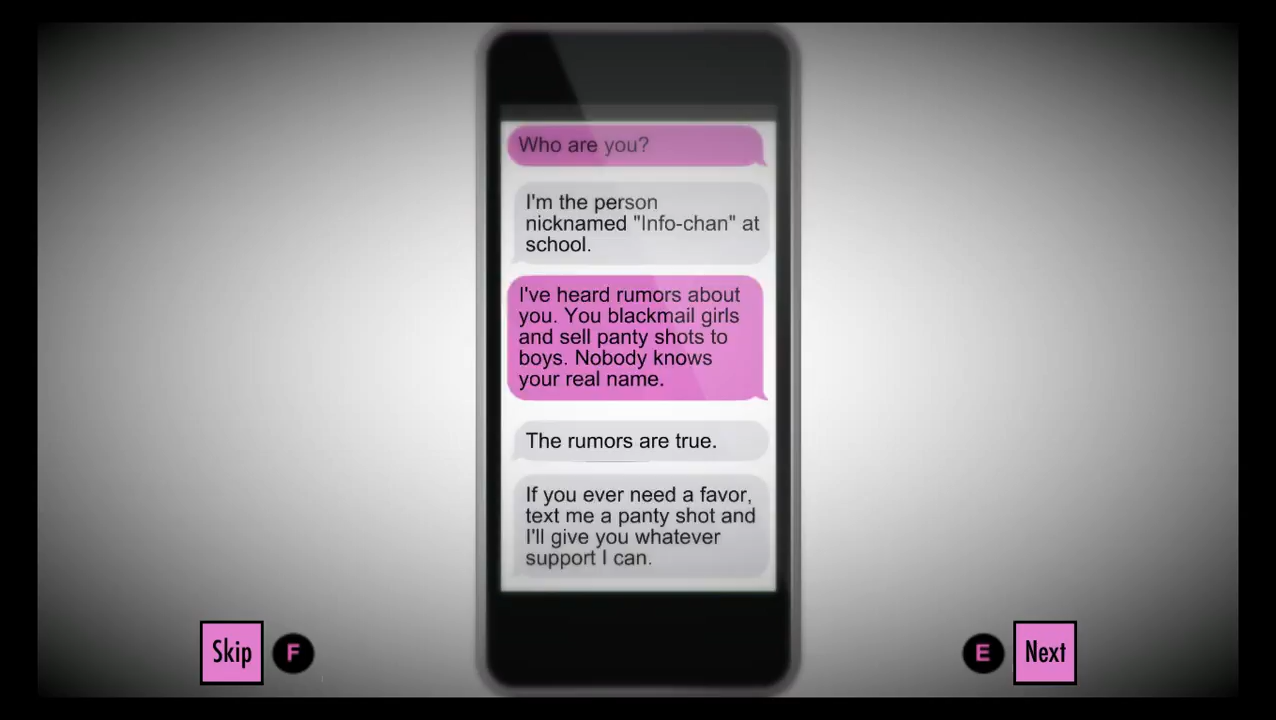 Who are you?
I'm the person
nicknamed "Info-chan" at
school.
I've heard rumors about
you. You blackmail girls
and sell panty shots to
boys. Nobody knows
your real name.
The rumors are true.
If you ever need a favor,
text me a panty shot and
I'll give you whatever
support I can.
Skip F
E Next